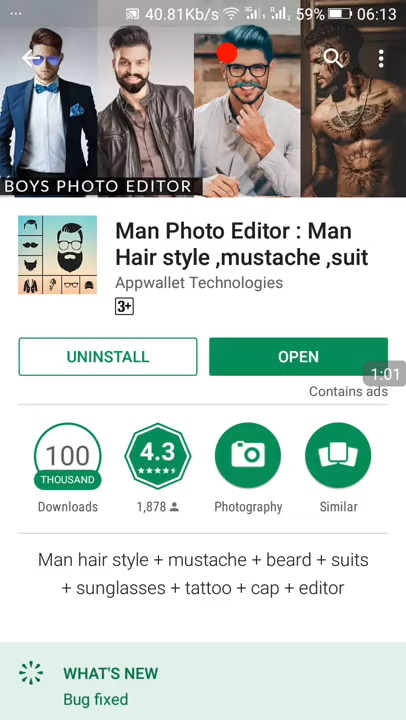 ... 40.81Kb/s 3G 59% 06:13
BOYS PHOTO EDITOR
Man Photo Editor : Man
Hair style ,mustache ,suit
Appwallet Technologies
3+
UNINSTALL OPEN
1:01
Contains ads
100 4.3
THOUSAND
Downloads 1,878 Photography Similar
Man hair style + mustache + beard + suits
+ sunglasses + tattoo + cap + editor
WHAT'S NEW
Bug fixed